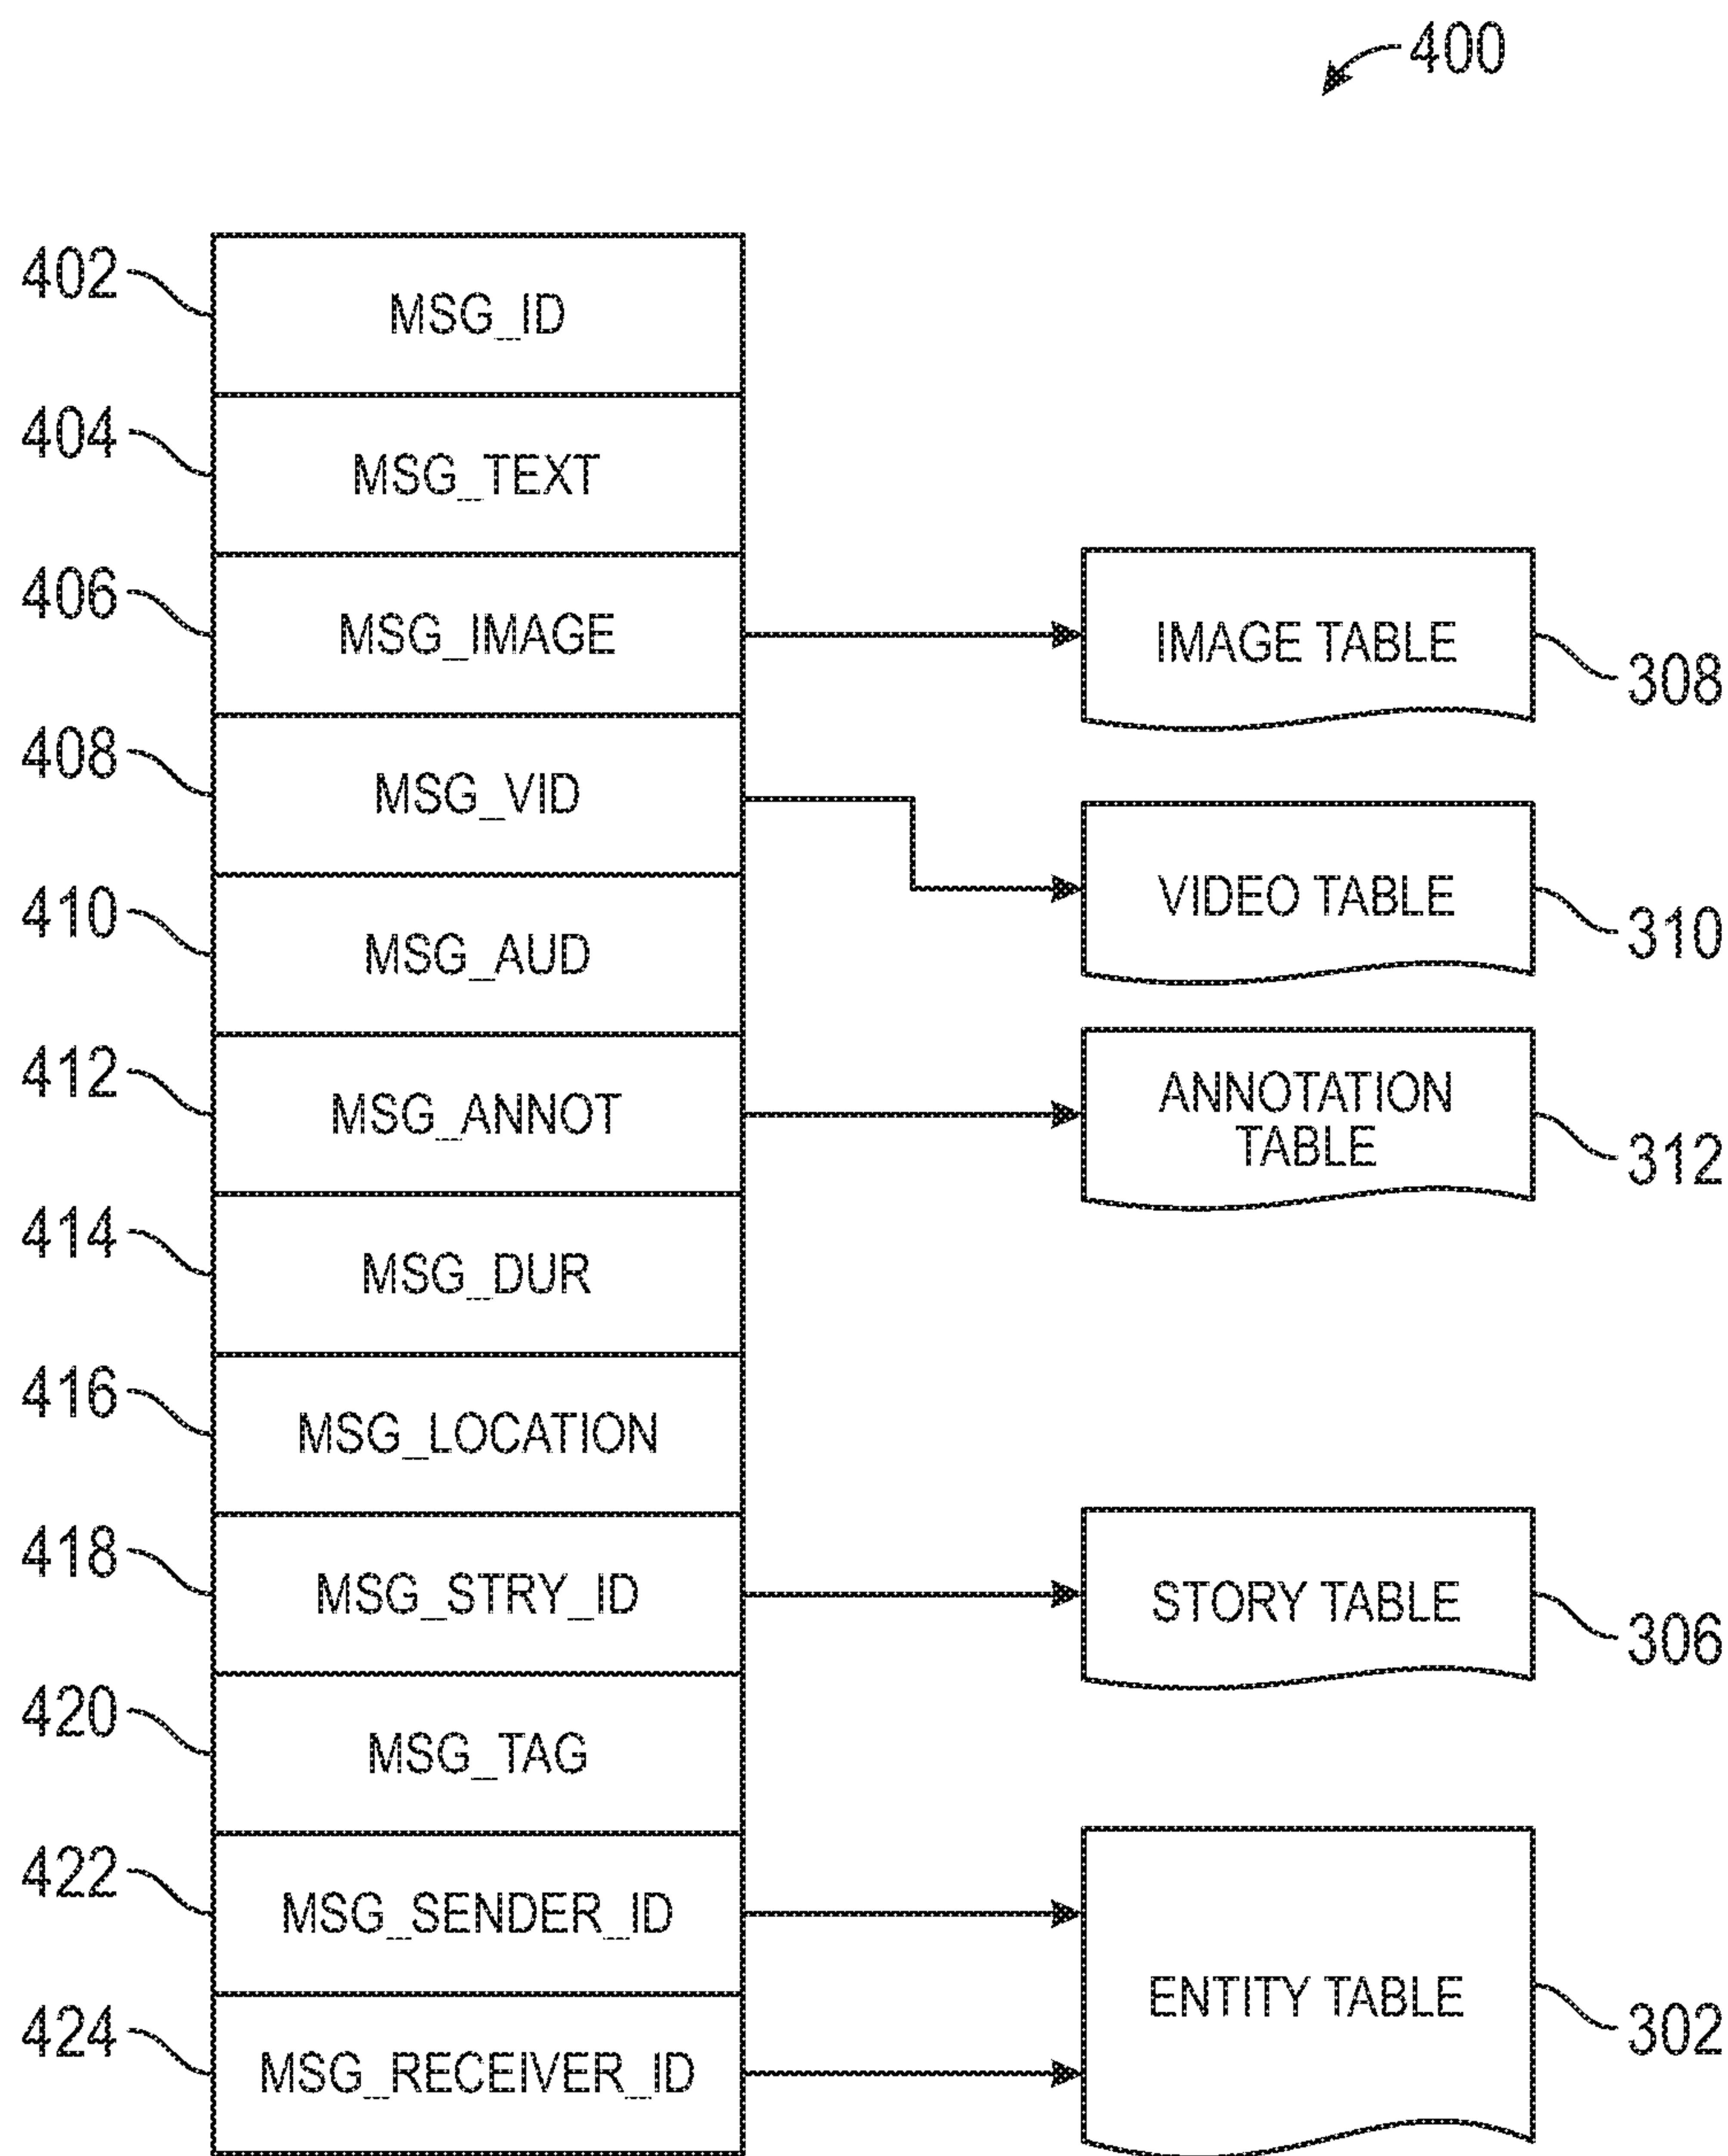 400
402
MSG_ID
404
MSG_TEXT
406
MSG_IMAGE
IMAGE TABLE
308
408
MSG_VID
VIDEO TABLE
310
410
MSG_AUD
412
MSG_ANNOT
ANNOTATION
TABLE
312
414
MSG_DUR
416
MSG_LOCATION
418
MSG_STRY_ID
STORY TABLE
306
420
MSG_TAG
422
MSG_SENDER_ID
ENTITY TABLE
302
424
MSG_RECEIVER_ID